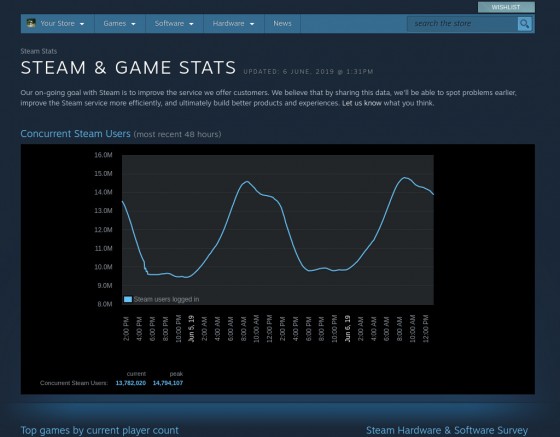 WISHLIST
Your Store Games Software Hardware News search the store
Steam Stats
STEAM & GAME STATS UPDATED: 6 JUNE, 2019 @ 1:31PM
Our on-going goal with Steam is to improve the service we offer customers. We believe that by sharing this data, we'll be able to spot problems earlier,
improve the Steam service more efficiently, and ultimately build better products and experiences. Let us know what you think.
Concurrent Steam Users (most recent 48 hours)
16.0M
15.0M
14.0M
13.0M
12.0M
11.0M
10.0M
9.0M
8.0M
Steam users logged in
2:00 PM 4:00 PM 6:00 PM 8:00 PM 10:00 PM Jun 5, 19 2:00 AM 4:00 AM 6:00 AM 8:00 AM 10:00 AM 12:00 PM 2:00 PM 4:00 PM 6:00 PM 8:00 PM 10:00 PM Jun 6, 19 2:00 AM 4:00 AM 6:00 AM 8:00 AM 10:00 AM 12:00 PM
current peak
Concurrent Steam Users: 13,782,020 14,794,107
Top games by current player count Steam Hardware & Software Survey